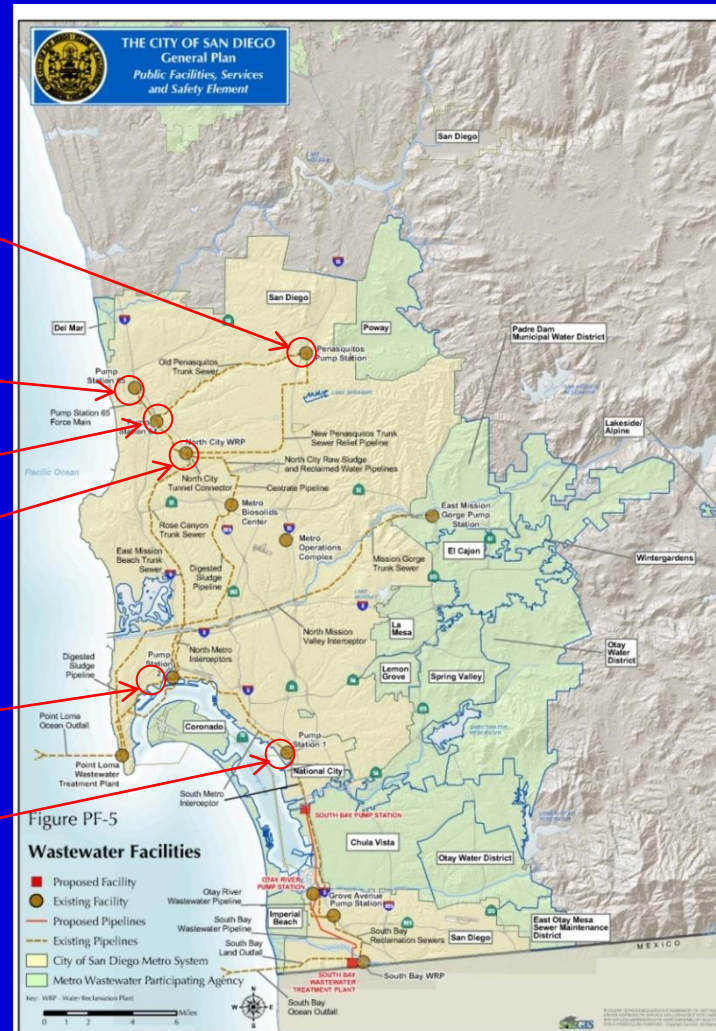 THE CITY OF SAN DIEGO
General Plan
Public Facilities, Services
and Safety Element
San Diego
San Diego
Del Mar
Poway
Padre Dam
Municipal Water District
Penasquitos
Pump Station
Old Penasquitos
Trunk Sewer
Pump
Station 65
Pump Station 65
Force Main
Lakeside/
Alpine
North City WRP
New Penasquitos Trunk
Sewer Relief Pipeline
Pacific Ocean
North City
Tunnel Connector
North City Raw Sludge
and Reclaimed Water Pipelines
Centrate Pipeline
Metro
Biosolids
Center
East Mission
Gorge Pump
Station
Rose Canyon
Trunk Sewer
Metro
Operations
Complex
El Cajon
East Mission
Beach Trunk
Sewer
Digested
Sludge
Pipeline
Mission Gorge
Trunk Sewer
Wintergardens
La
Mesa
North Mission
Valley Interceptor
Otay
Water
District
Digested
Sludge
Pipeline
Pump
Station
North Metro
Interceptors
Lemon
Grove
Spring Valley
Point Loma
Ocean Outfall
Coronado
Pump
Station 1
Point Loma
Wastewater
Treatment Plant
National City
South Metro
Interceptor
SOUTH BAY PUMP STATION
Figure PF-5
Wastewater Facilities
Chula Vista
Otay Water District
Proposed Facility
Existing Facility
Proposed Pipelines
Existing Pipelines
City of San Diego Metro System
Metro Wastewater Participating Agency
Key: WRP - Water Reclamation Plant
0 1 2 4 6 Miles
OTAY RIVER
PUMP STATION
Otay River
Wastewater Pipeline
Grove Avenue
Pump Station
South Bay
Wastewater Pipeline
Imperial
Beach
South Bay
Reclamation Sewers
San Diego
East Otay Mesa
Sewer Maintenance
District
South Bay
Land Outfall
MEXICO
SOUTH BAY
WASTEWATER
TREATMENT PLANT
South Bay WRP
South Bay
Ocean Outfall
N
W E
S
SanGIS